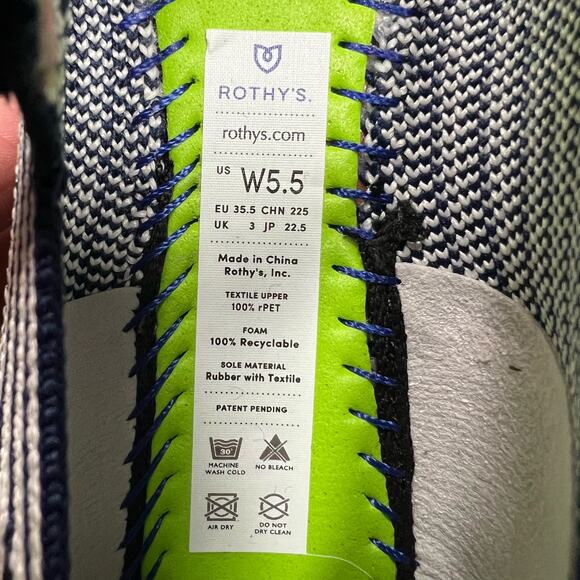 ROTHY'S.
rothys.com
US W5.5
EU 35.5 CHN 225
UK 3 JP 22.5
Made in China
Rothy's, Inc.
TEXTILE UPPER
100% rPET
FOAM
100% Recyclable
SOLE MATERIAL
Rubber with Textile
PATENT PENDING
30°
MACHINE WASH COLD
NO BLEACH
AIR DRY
DO NOT DRY CLEAN